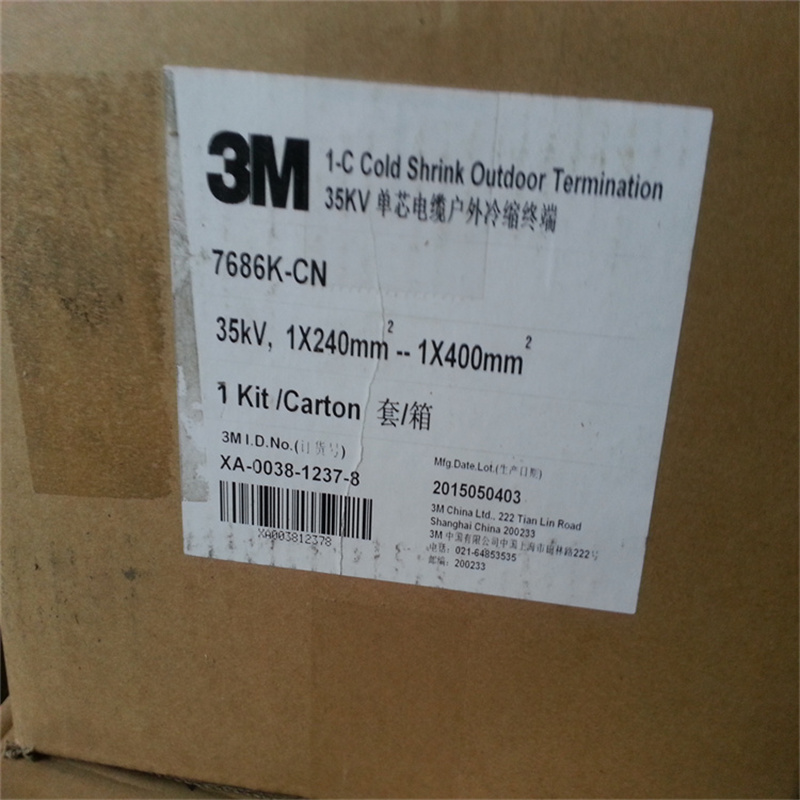 3M
1-C Cold Shrink Outdoor Termination
35KV 单芯电缆户外冷缩终端
7686K-CN
35kV, 1X240mm² -- 1X400mm²
1 Kit /Carton 套/箱
3M I.D.No.(订货号)
XA-0038-1237-8
XA003812378
Mfg.Date.Lot.(生产日期)
2015050403
3M China Ltd., 222 Tian Lin Road
Shanghai China 200233
3M 中国有限公司中国上海市田林路222号
电话: 021-64853535
邮编: 200233